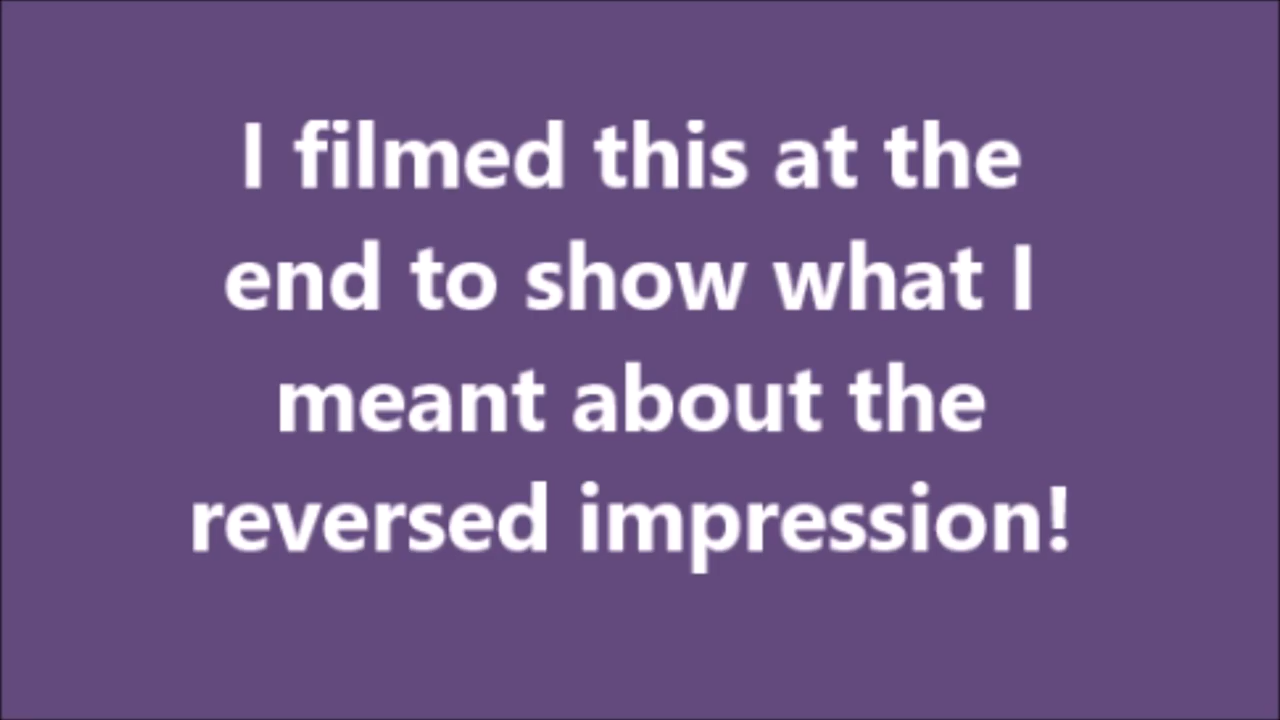 I filmed this at the
end to show what I
meant about the
reversed impression!